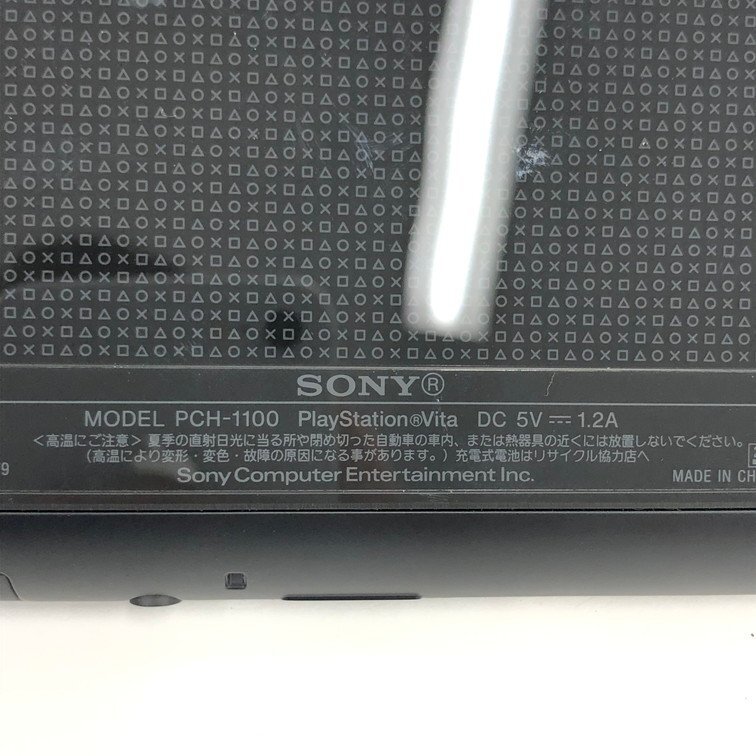 SONY®
MODEL PCH-1100 PlayStation®Vita DC 5V ⎓ 1.2A
<高温にご注意> 夏季の直射日光に当る所や閉め切った自動車の車内、または熱器具の近くには放置しないでください。
(高温により変形・変色・故障の原因になる事があります。) 充電式電池はリサイクル協力店へ
Sony Computer Entertainment Inc.
MADE IN